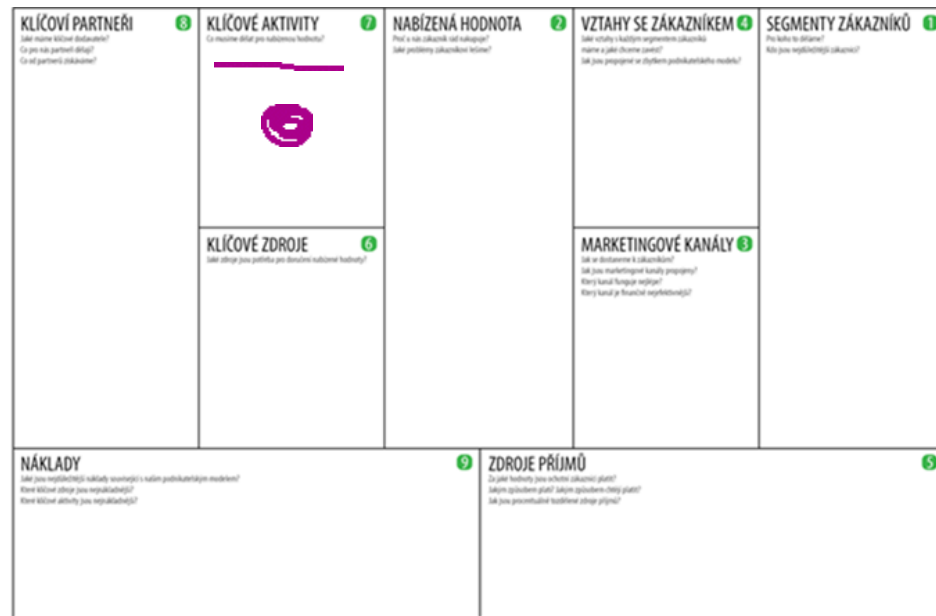 KLÍČOVÍ PARTNEŘI 8
Jaké máme klíčové dodavatele?
Co pro nás partneři dělají?
Co od partnerů získáváme?
KLÍČOVÉ AKTIVITY 7
Co musíme dělat pro nabízenou hodnotu?
KLÍČOVÉ ZDROJE 6
Jaké zdroje jsou potřeba pro doručení nabízené hodnoty?
NABÍZENÁ HODNOTA 2
Proč u nás zákazník rád nakupuje?
Jaké problémy zákazníkovi řešíme?
VZTAHY SE ZÁKAZNÍKEM 4
Jaké vztahy s každým segmentem zákazníků
máme a jaké chceme zavést?
Jak jsou propojené se zbytkem podnikatelského modelu?
MARKETINGOVÉ KANÁLY 3
Jak se dostaneme k zákazníkům?
Jak jsou marketingové kanály propojeny?
Který kanál funguje nejlépe?
Který kanál je finančně nejefektivnější?
SEGMENTY ZÁKAZNÍKŮ 1
Pro koho to děláme?
Kdo jsou nejdůležitější zákazníci?
NÁKLADY 9
Jaké jsou nejdůležitější náklady související s naším podnikatelským modelem?
Které klíčové zdroje jsou nejnákladnější?
Které klíčové aktivity jsou nejnákladnější?
ZDROJE PŘÍJMŮ 5
Za jaké hodnoty jsou ochotni zákazníci platit?
Jakým způsobem platí? Jakým způsobem chtějí platit?
Jak jsou procentuálně rozdělené zdroje příjmů?